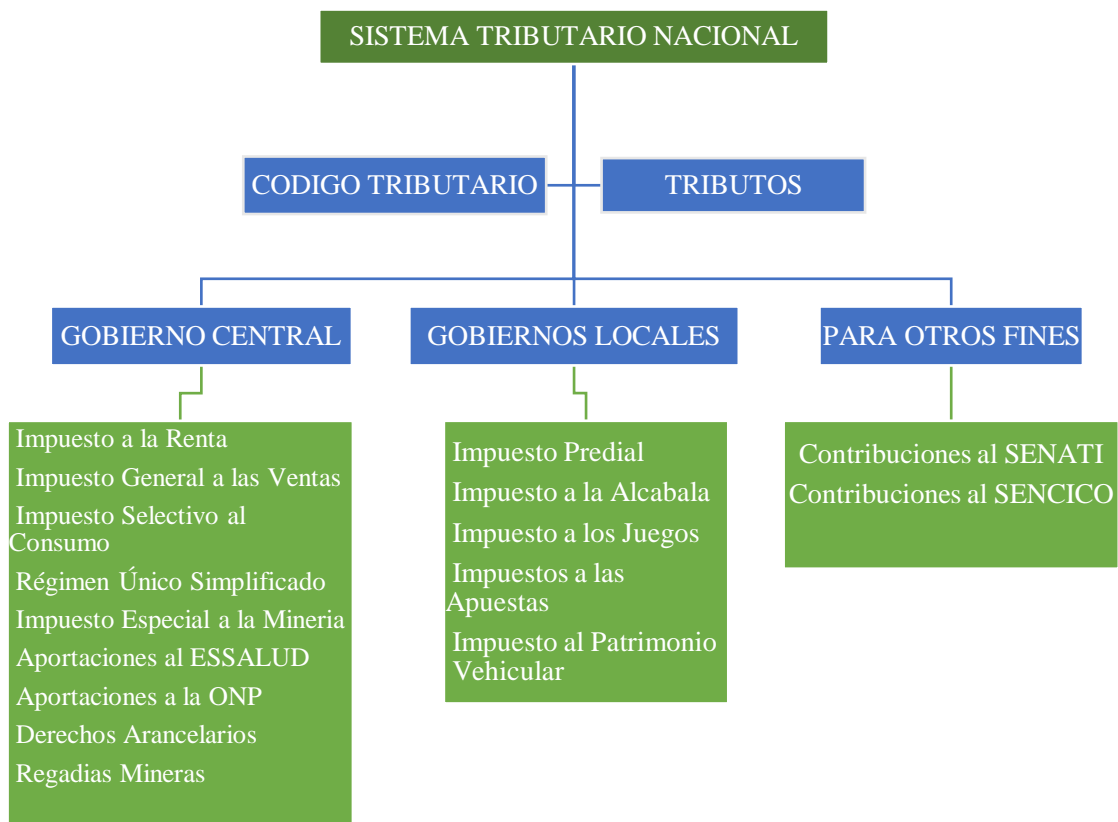 SISTEMA TRIBUTARIO NACIONAL
CODIGO TRIBUTARIO
TRIBUTOS
GOBIERNO CENTRAL
GOBIERNOS LOCALES
PARA OTROS FINES
Impuesto a la Renta
Impuesto General a las Ventas
Impuesto Selectivo al
Consumo
Régimen Único Simplificado
Impuesto Especial a la Mineria
Aportaciones al ESSALUD
Aportaciones a la ONP
Derechos Arancelarios
Regadias Mineras
Impuesto Predial
Impuesto a la Alcabala
Impuesto a los Juegos
Impuestos a las
Apuestas
Impuesto al Patrimonio
Vehicular
Contribuciones al SENATI
Contribuciones al SENCICO